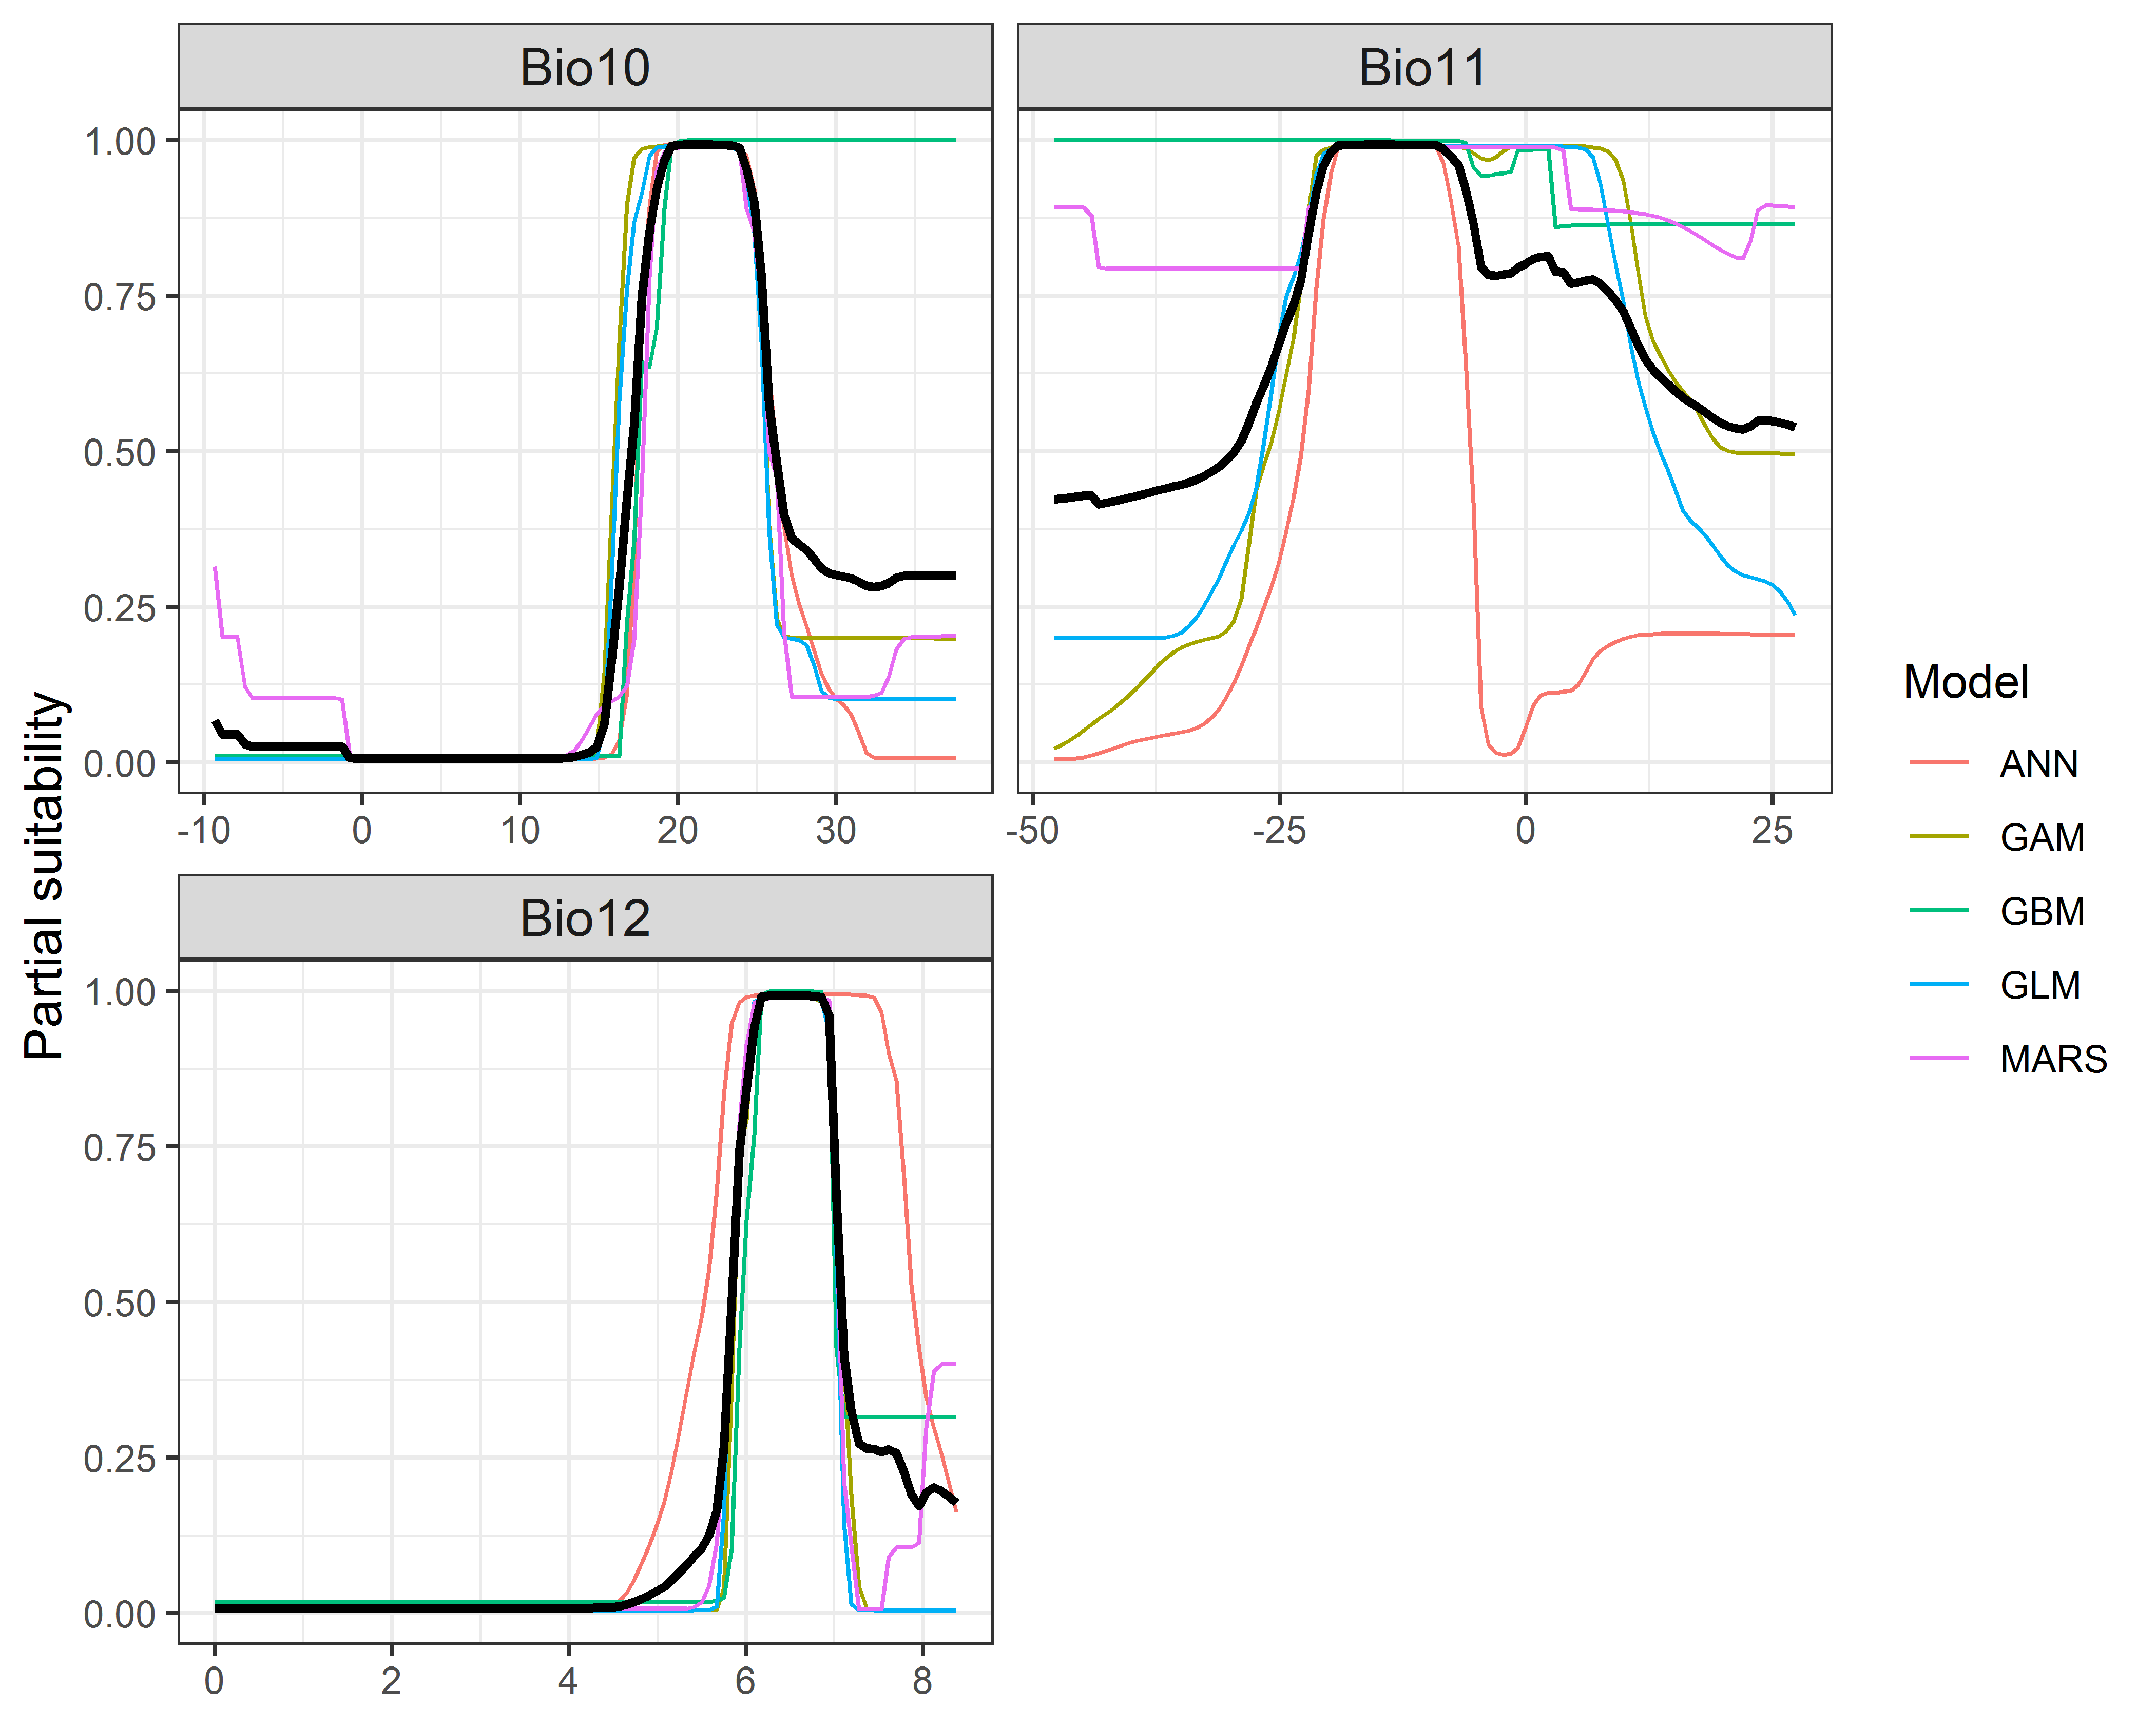 Bio10
Bio11
1.00
0.75
0.50
0.25
0.00
-10 0 10 20 30
-50 -25 0 25
Partial suitability
Bio12
1.00
0.75
0.50
0.25
0.00
0 2 4 6 8
Model
ANN
GAM
GBM
GLM
MARS